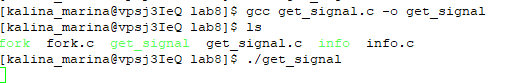 [kalina_marina@vpsj3IeQ lab8]$ gcc get_signal.c -o get_signal
[kalina_marina@vpsj3IeQ lab8]$ ls
fork fork.c get_signal get_signal.c info info.c
[kalina_marina@vpsj3IeQ lab8]$ ./get_signal